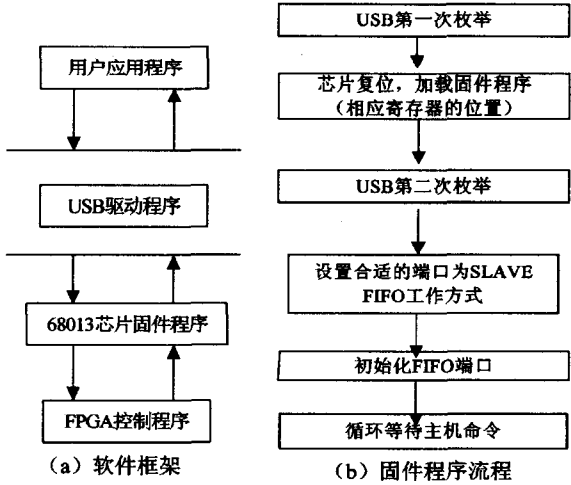 用户应用程序
USB驱动程序
68013芯片固件程序
FPGA控制程序
(a) 软件框架
USB第一次枚举
芯片复位，加载固件程序
(相应寄存器的位置)
USB第二次枚举
设置合适的端口为SLAVE
FIFO工作方式
初始化FIFO端口
循环等待主机命令
(b) 固件程序流程